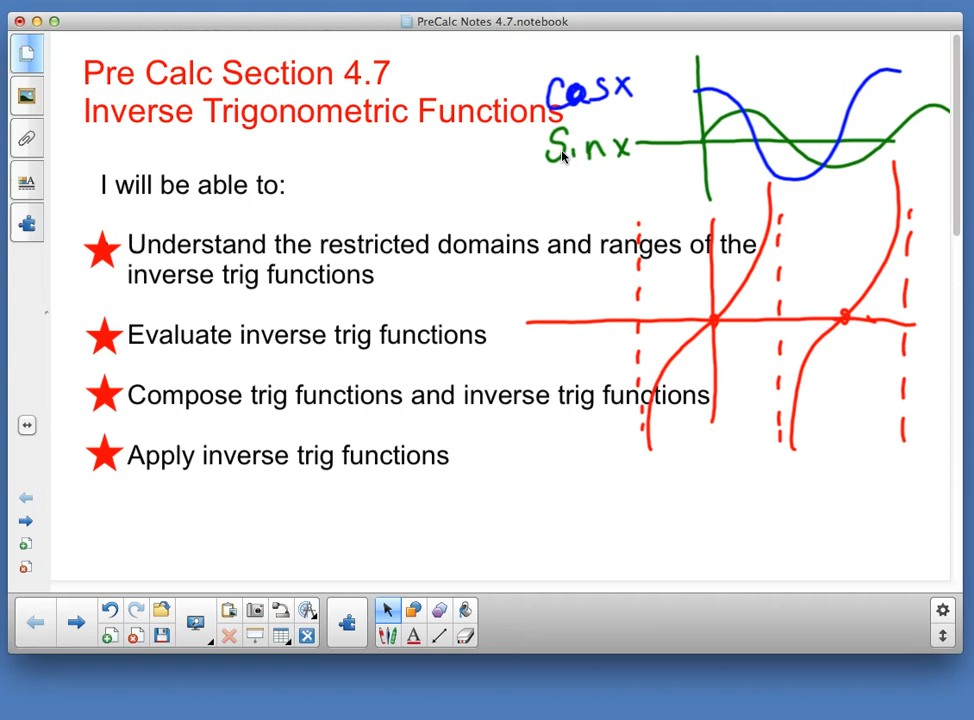 PreCalc Notes 4.7.notebook
Pre Calc Section 4.7
Inverse Trigonometric Functions
cos x
sin x
I will be able to:
Understand the restricted domains and ranges of the
inverse trig functions
Evaluate inverse trig functions
Compose trig functions and inverse trig functions
Apply inverse trig functions